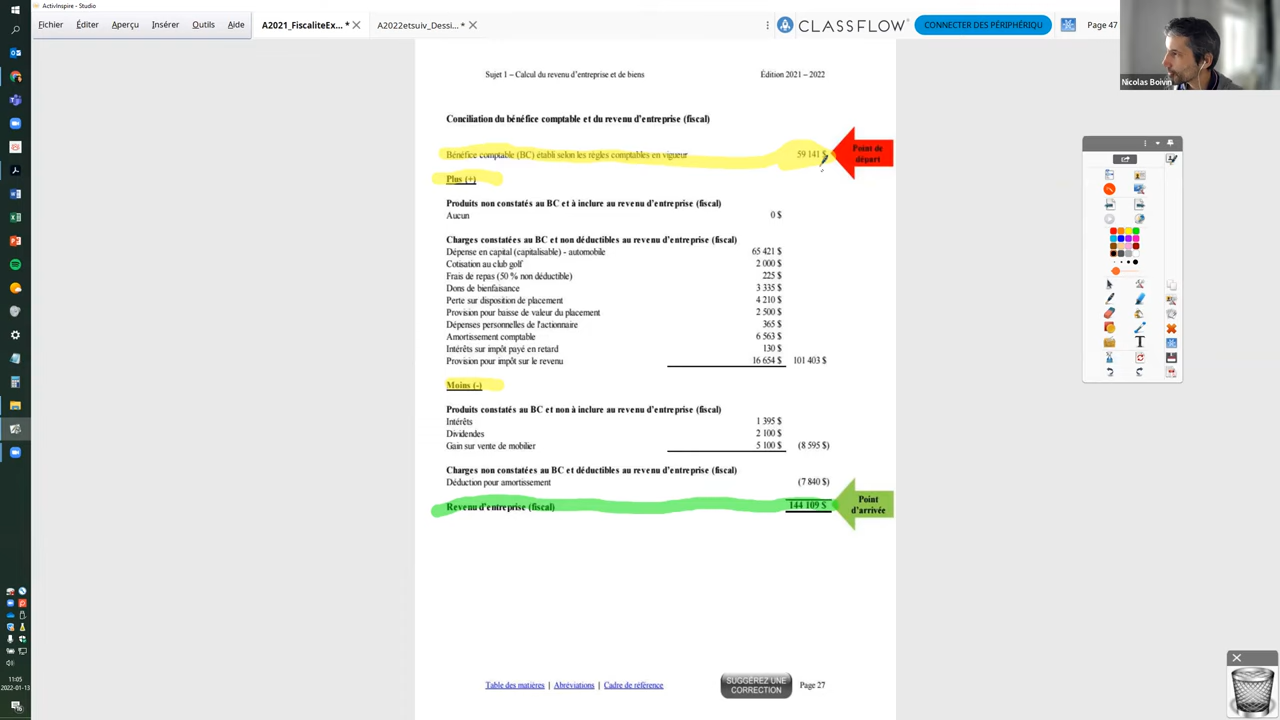 ActivInspire - Studio
Fichier Éditer Aperçu Insérer Outils Aide A2021_FiscaliteEx... * A2022etsuiv_Dessi... * CLASSFLOW CONNECTER DES PÉRIPHÉRIQU Page 47
Nicolas Boivin
Sujet 1 – Calcul du revenu d'entreprise et de biens Édition 2021 – 2022
Conciliation du bénéfice comptable et du revenu d'entreprise (fiscal)
Bénéfice comptable (BC) établi selon les règles comptables en vigueur 59 141 $
Point de
départ
Plus (+)
Produits non constatés au BC et à inclure au revenu d'entreprise (fiscal)
Aucun 0 $
Charges constatées au BC et non déductibles au revenu d'entreprise (fiscal)
Dépense en capital (capitalisable) - automobile 65 421 $
Cotisation au club golf 2 000 $
Frais de repas (50 % non déductible) 225 $
Dons de bienfaisance 3 335 $
Perte sur disposition de placement 4 210 $
Provision pour baisse de valeur du placement 2 500 $
Dépenses personnelles de l'actionnaire 365 $
Amortissement comptable 6 563 $
Intérêts sur impôt payé en retard 130 $
Provision pour impôt sur le revenu 16 654 $ 101 403 $
Moins (-)
Produits constatés au BC et non à inclure au revenu d'entreprise (fiscal)
Intérêts 1 395 $
Dividendes 2 100 $
Gain sur vente de mobilier 5 100 $ (8 595 $)
Charges non constatées au BC et déductibles au revenu d'entreprise (fiscal)
Déduction pour amortissement (7 840 $)
Revenu d'entreprise (fiscal) 144 109 $
Point
d'arrivée
Table des matières | Abréviations | Cadre de référence
SUGGÉREZ UNE
CORRECTION
Page 27
11:05
2022-01-13